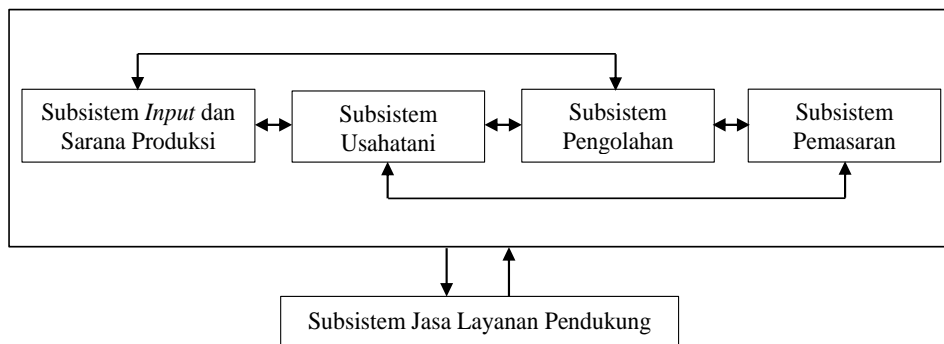 Subsistem Input dan
Sarana Produksi
Subsistem
Usahatani
Subsistem
Pengolahan
Subsistem
Pemasaran
Subsistem Jasa Layanan Pendukung